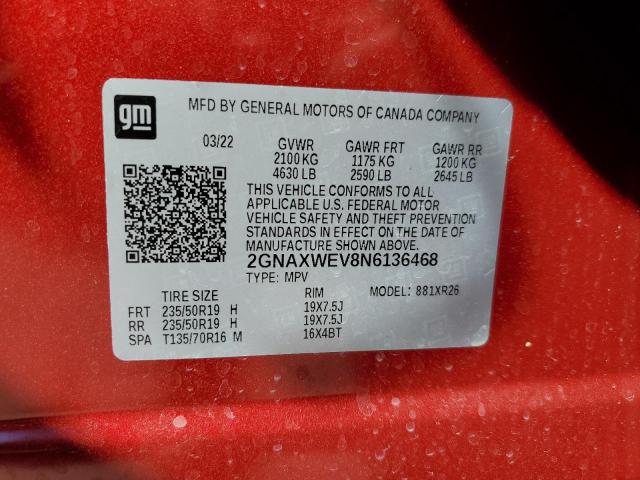 gm
MFD BY GENERAL MOTORS OF CANADA COMPANY
03/22 GVWR GAWR FRT GAWR RR
2100 KG 1175 KG 1200 KG
4630 LB 2590 LB 2645 LB
THIS VEHICLE CONFORMS TO ALL
APPLICABLE U.S. FEDERAL MOTOR
VEHICLE SAFETY AND THEFT PREVENTION
STANDARDS IN EFFECT ON THE DATE OF
MANUFACTURE SHOWN ABOVE.
2GNAXWEV8N6136468
TYPE: MPV
TIRE SIZE RIM MODEL: 881XR26
FRT 235/50R19 H 19X7.5J
RR 235/50R19 H 19X7.5J
SPA T135/70R16 M 16X4BT